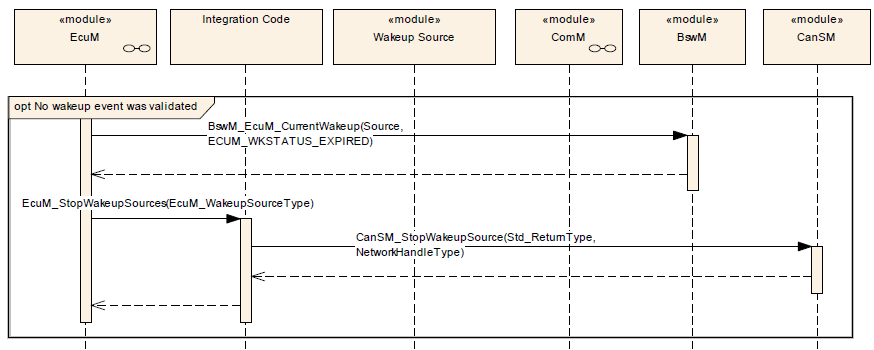 «module»
EcuM
Integration Code
«module»
Wakeup Source
«module»
ComM
«module»
BswM
«module»
CanSM
opt No wakeup event was validated
BswM_EcuM_CurrentWakeup(Source,
ECUM_WKSTATUS_EXPIRED)
EcuM_StopWakeupSources(EcuM_WakeupSourceType)
CanSM_StopWakeupSource(Std_ReturnType,
NetworkHandleType)